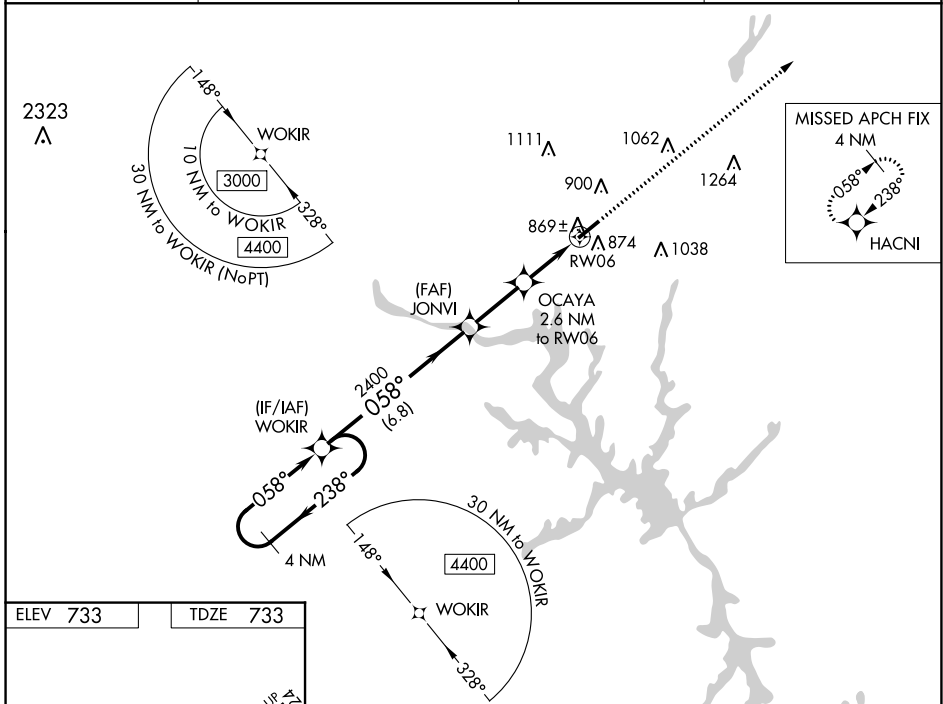 2323
148°
WOKIR
10 NM to WOKIR
3000
328°
4400
30 NM to WOKIR (NoPT)
1111
1062
1264
900
869±
874
1038
RW06
MISSED APCH FIX
4 NM
058°
238°
HACNI
(FAF)
JONVI
OCAYA
2.6 NM
to RW06
2400
058°
(6.8)
(IF/IAF)
WOKIR
058°
238°
4 NM
30 NM to WOKIR
148°
4400
WOKIR
328°
ELEV 733
TDZE 733
UP